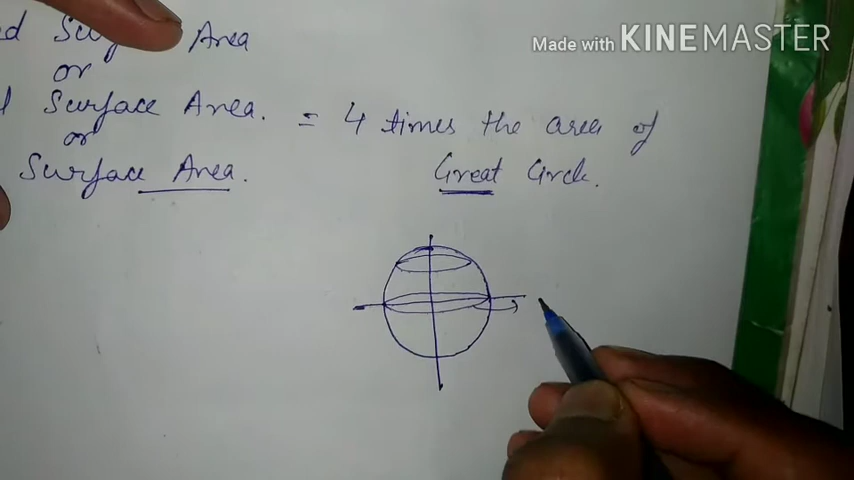 Made with KINEMASTER
Area
or
Surface Area. = 4 times the area of
or
Surface Area. Great Circle.